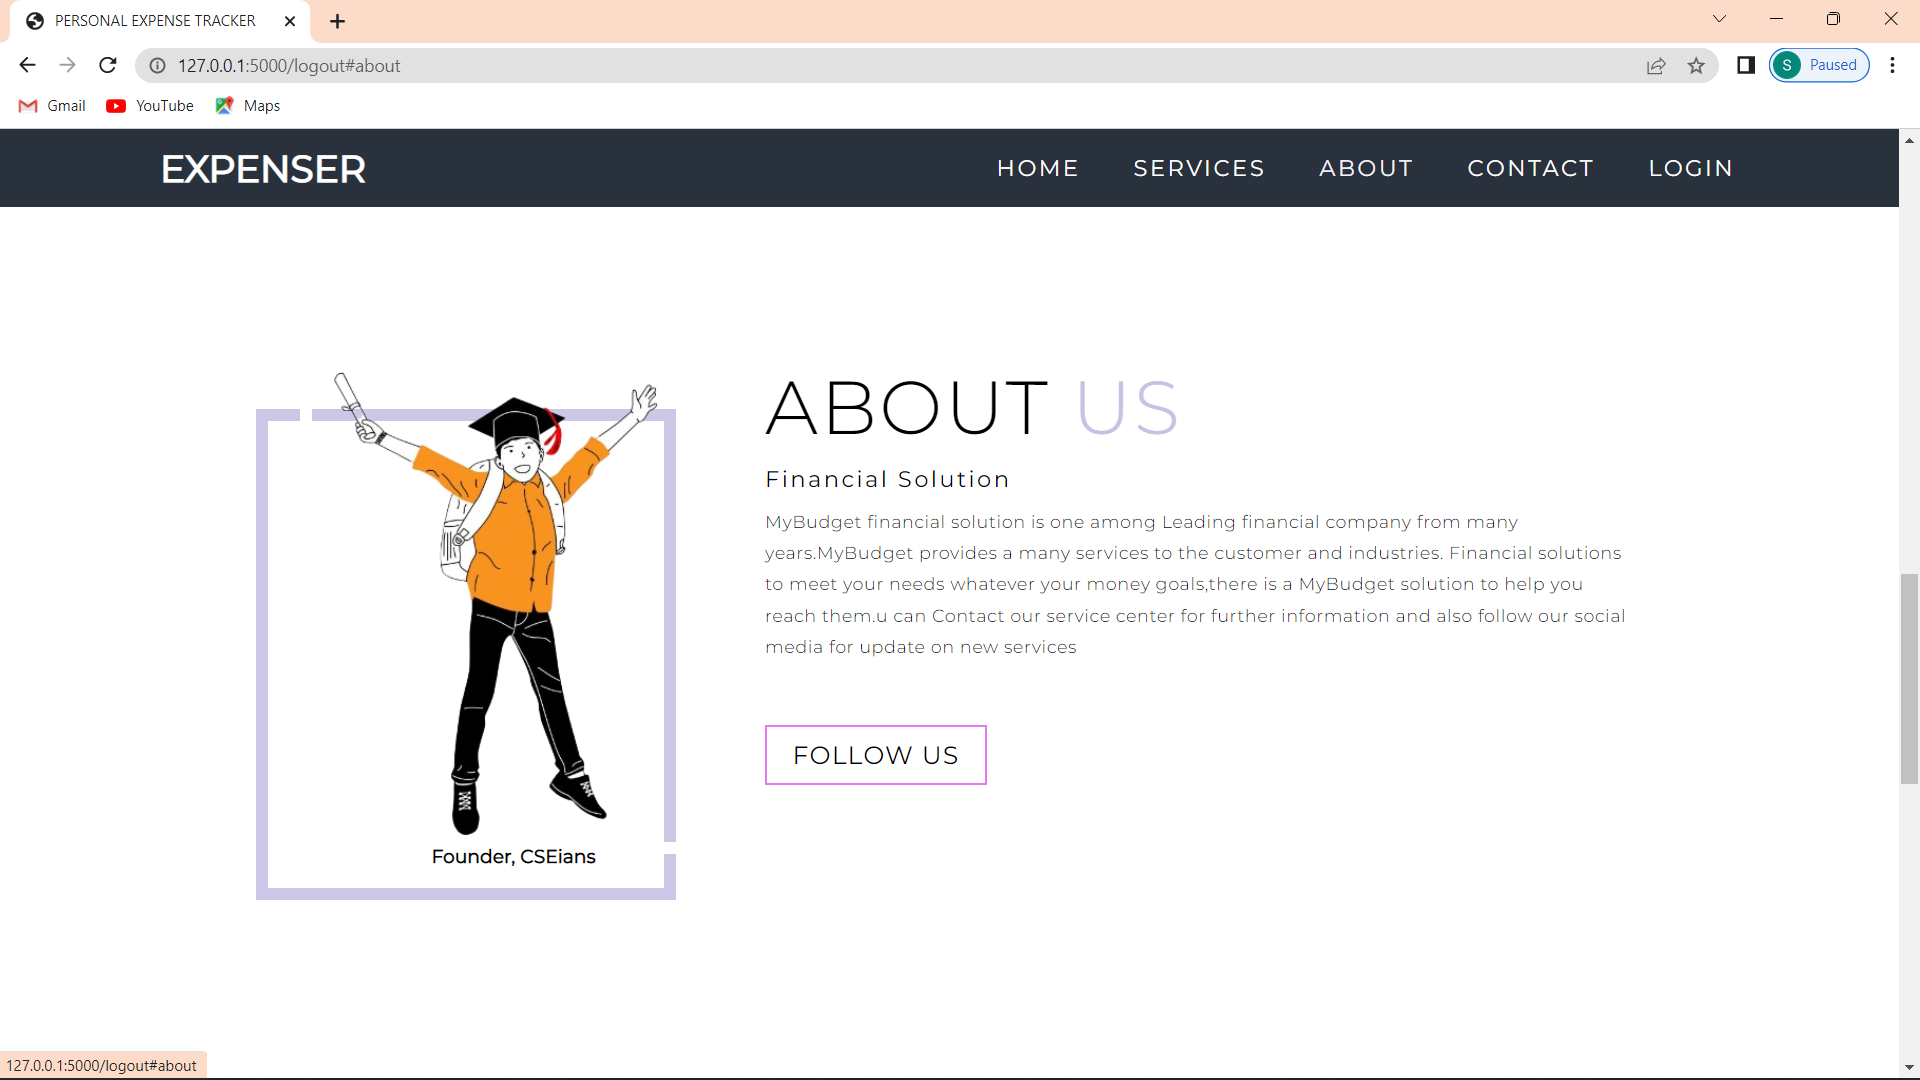 PERSONAL EXPENSE TRACKER
127.0.0.1:5000/logout#about
S Paused
Gmail YouTube Maps
EXPENSER HOME SERVICES ABOUT CONTACT LOGIN
ABOUT US
Financial Solution
MyBudget financial solution is one among Leading financial company from many
years.MyBudget provides a many services to the customer and industries. Financial solutions
to meet your needs whatever your money goals,there is a MyBudget solution to help you
reach them.u can Contact our service center for further information and also follow our social
media for update on new services
FOLLOW US
Founder, CSEians
127.0.0.1:5000/logout#about